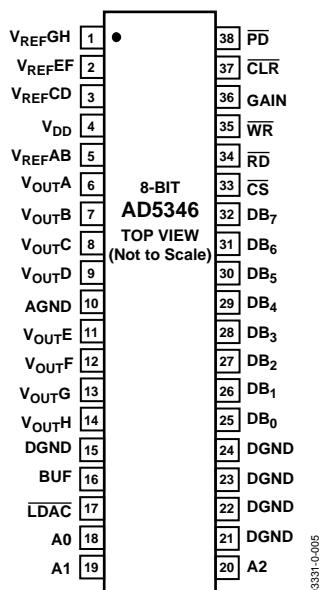 VREFGH 1
VREFEF 2
VREFCD 3
VDD 4
VREFAB 5
VOUTA 6
VOUTB 7
VOUTC 8
VOUTD 9
AGND 10
VOUTE 11
VOUTF 12
VOUTG 13
VOUTH 14
DGND 15
BUF 16
LDAC 17
A0 18
A1 19
8-BIT
AD5346
TOP VIEW
(Not to Scale)
38 PD
37 CLR
36 GAIN
35 WR
34 RD
33 CS
32 DB7
31 DB6
30 DB5
29 DB4
28 DB3
27 DB2
26 DB1
25 DB0
24 DGND
23 DGND
22 DGND
21 DGND
20 A2
3331-0-005